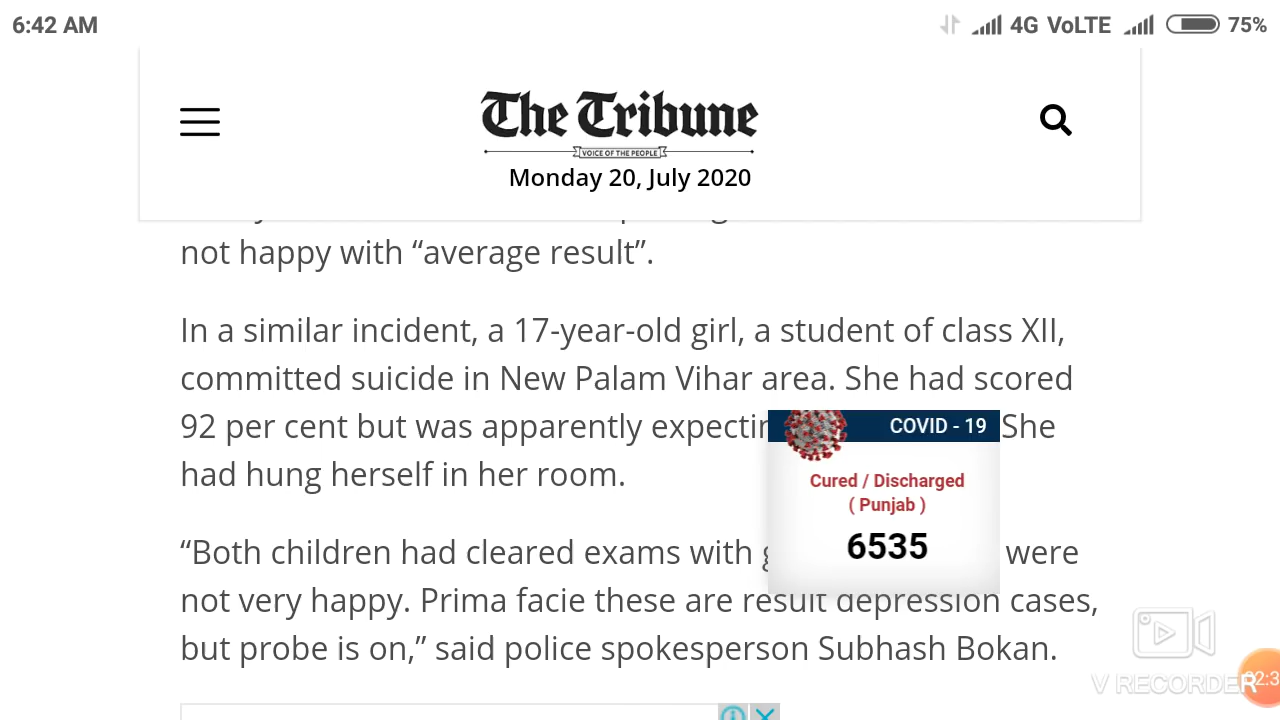 6:42 AM
4G VoLTE
75%
The Tribune
VOICE OF THE PEOPLE
Monday 20, July 2020
not happy with “average result”.
In a similar incident, a 17-year-old girl, a student of class XII,
committed suicide in New Palam Vihar area. She had scored
92 per cent but was apparently She
had hung herself in her room.
COVID - 19
Cured / Discharged
( Punjab )
6535
“Both children had cleared exams with were
not very happy. Prima facie these are result depression cases,
but probe is on,” said police spokesperson Subhash Bokan.
V RECORDER